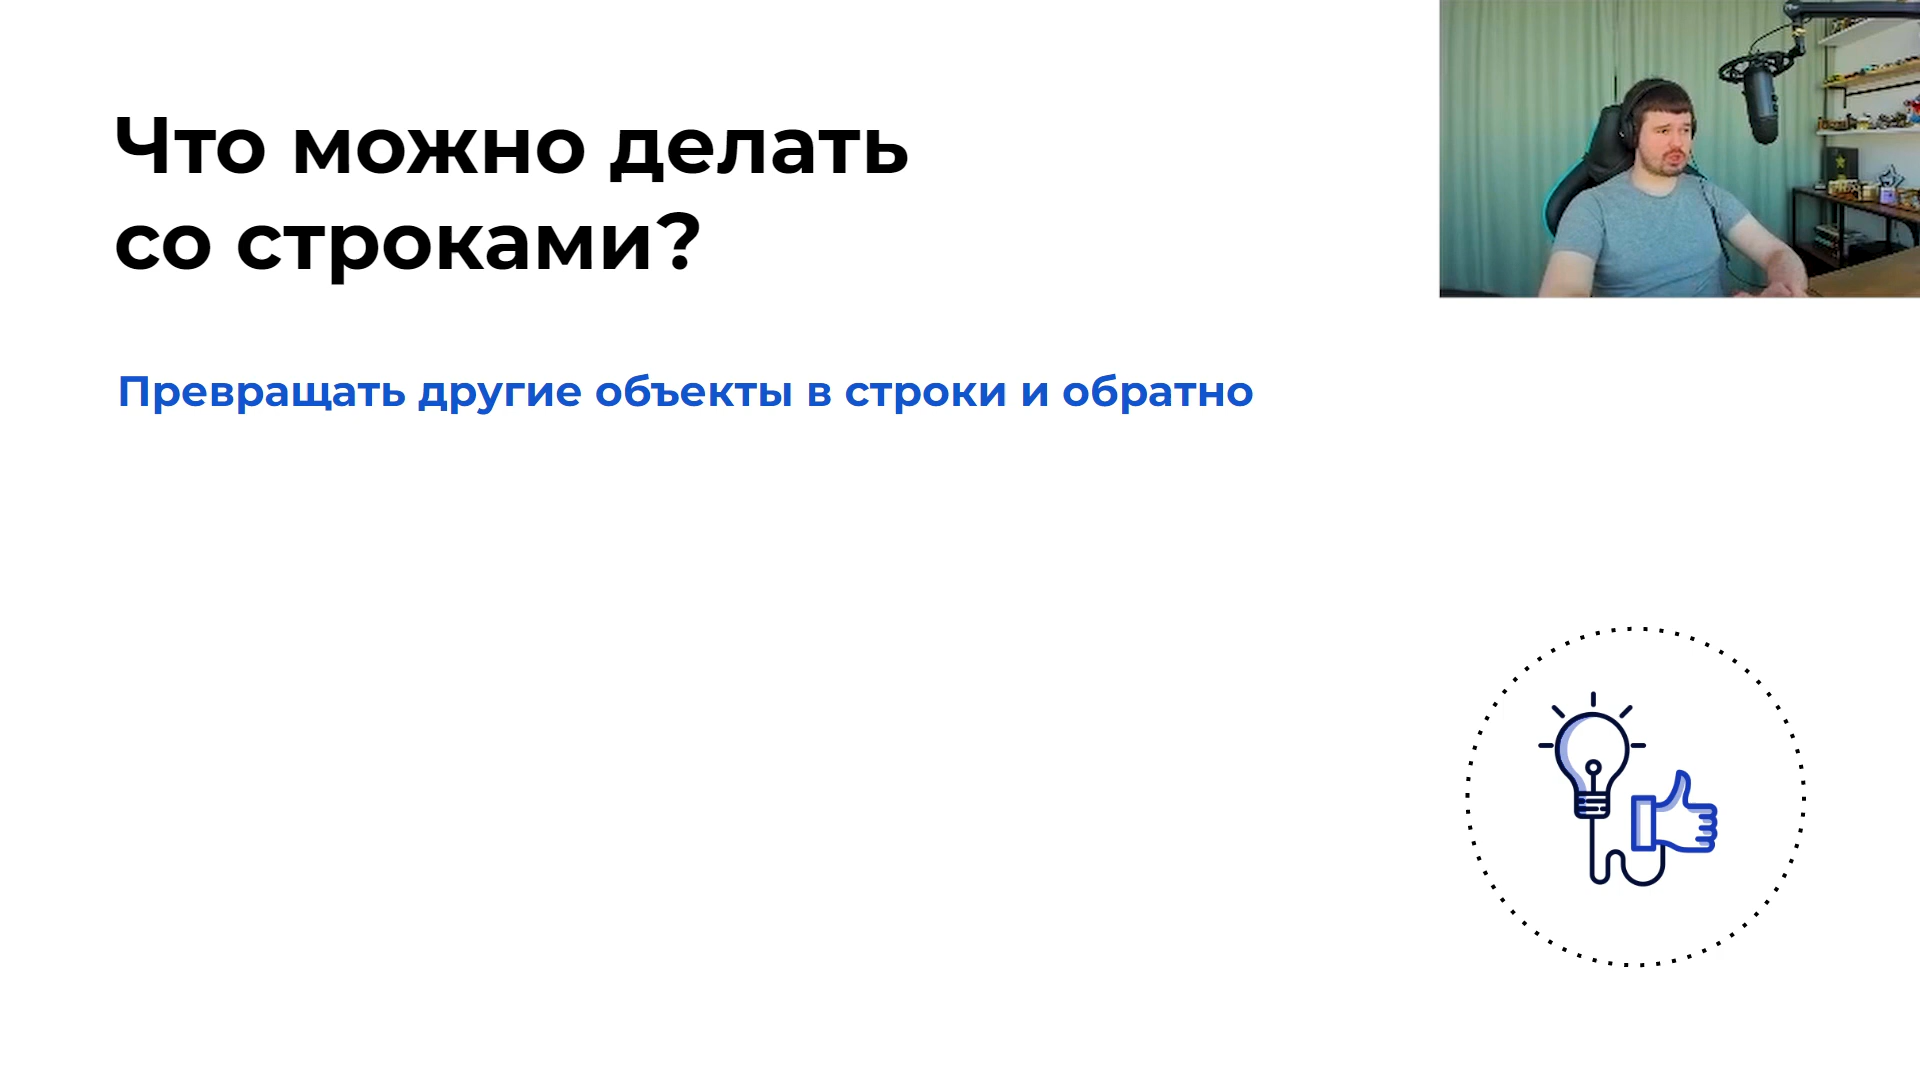 Что можно делать
со строками?
Превращать другие объекты в строки и обратно